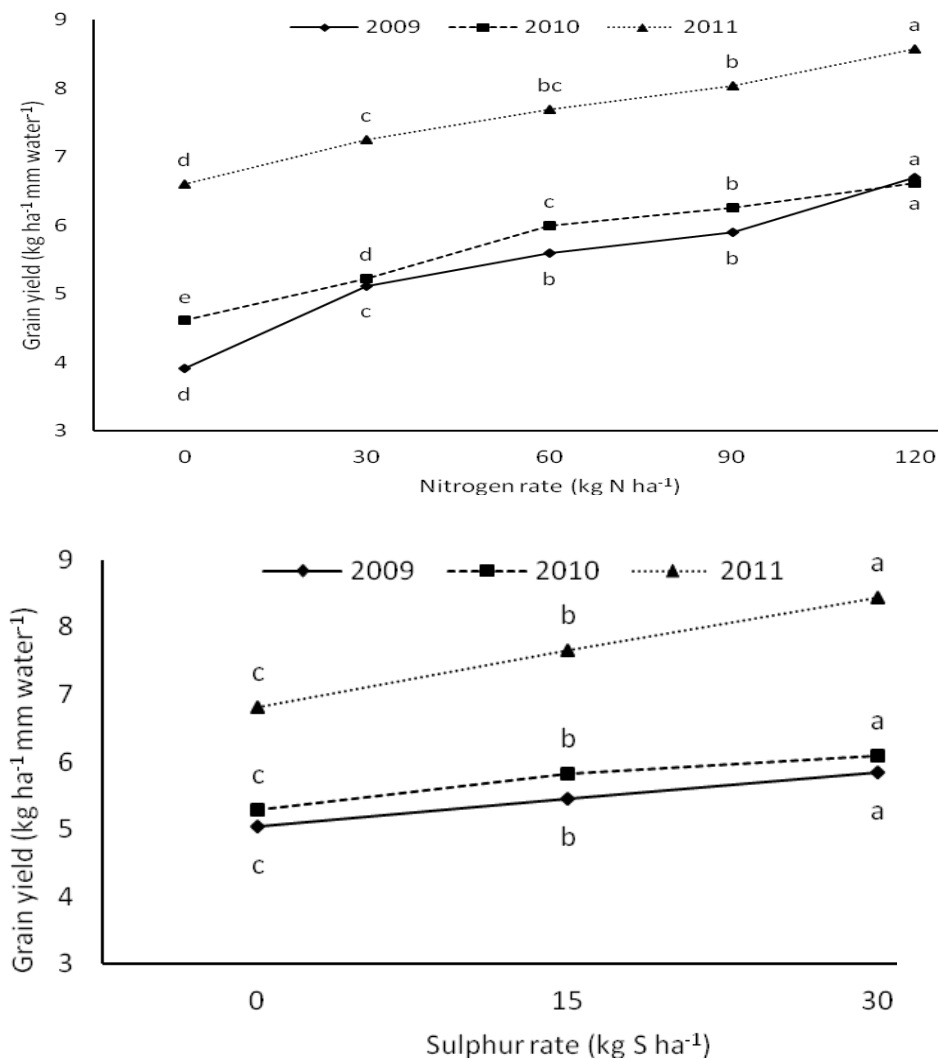 2009 2010 2011
Grain yield (kg ha⁻¹ mm water⁻¹)
9
8
7
6
5
4
3
a
b
bc
c
d
a
b
c
d
e
a
b
b
c
d
0 30 60 90 120
Nitrogen rate (kg N ha⁻¹)
2009 2010 2011
Grain yield (kg ha⁻¹ mm water⁻¹)
9
8
7
6
5
4
3
c b a
c b a
c b a
0 15 30
Sulphur rate (kg S ha⁻¹)